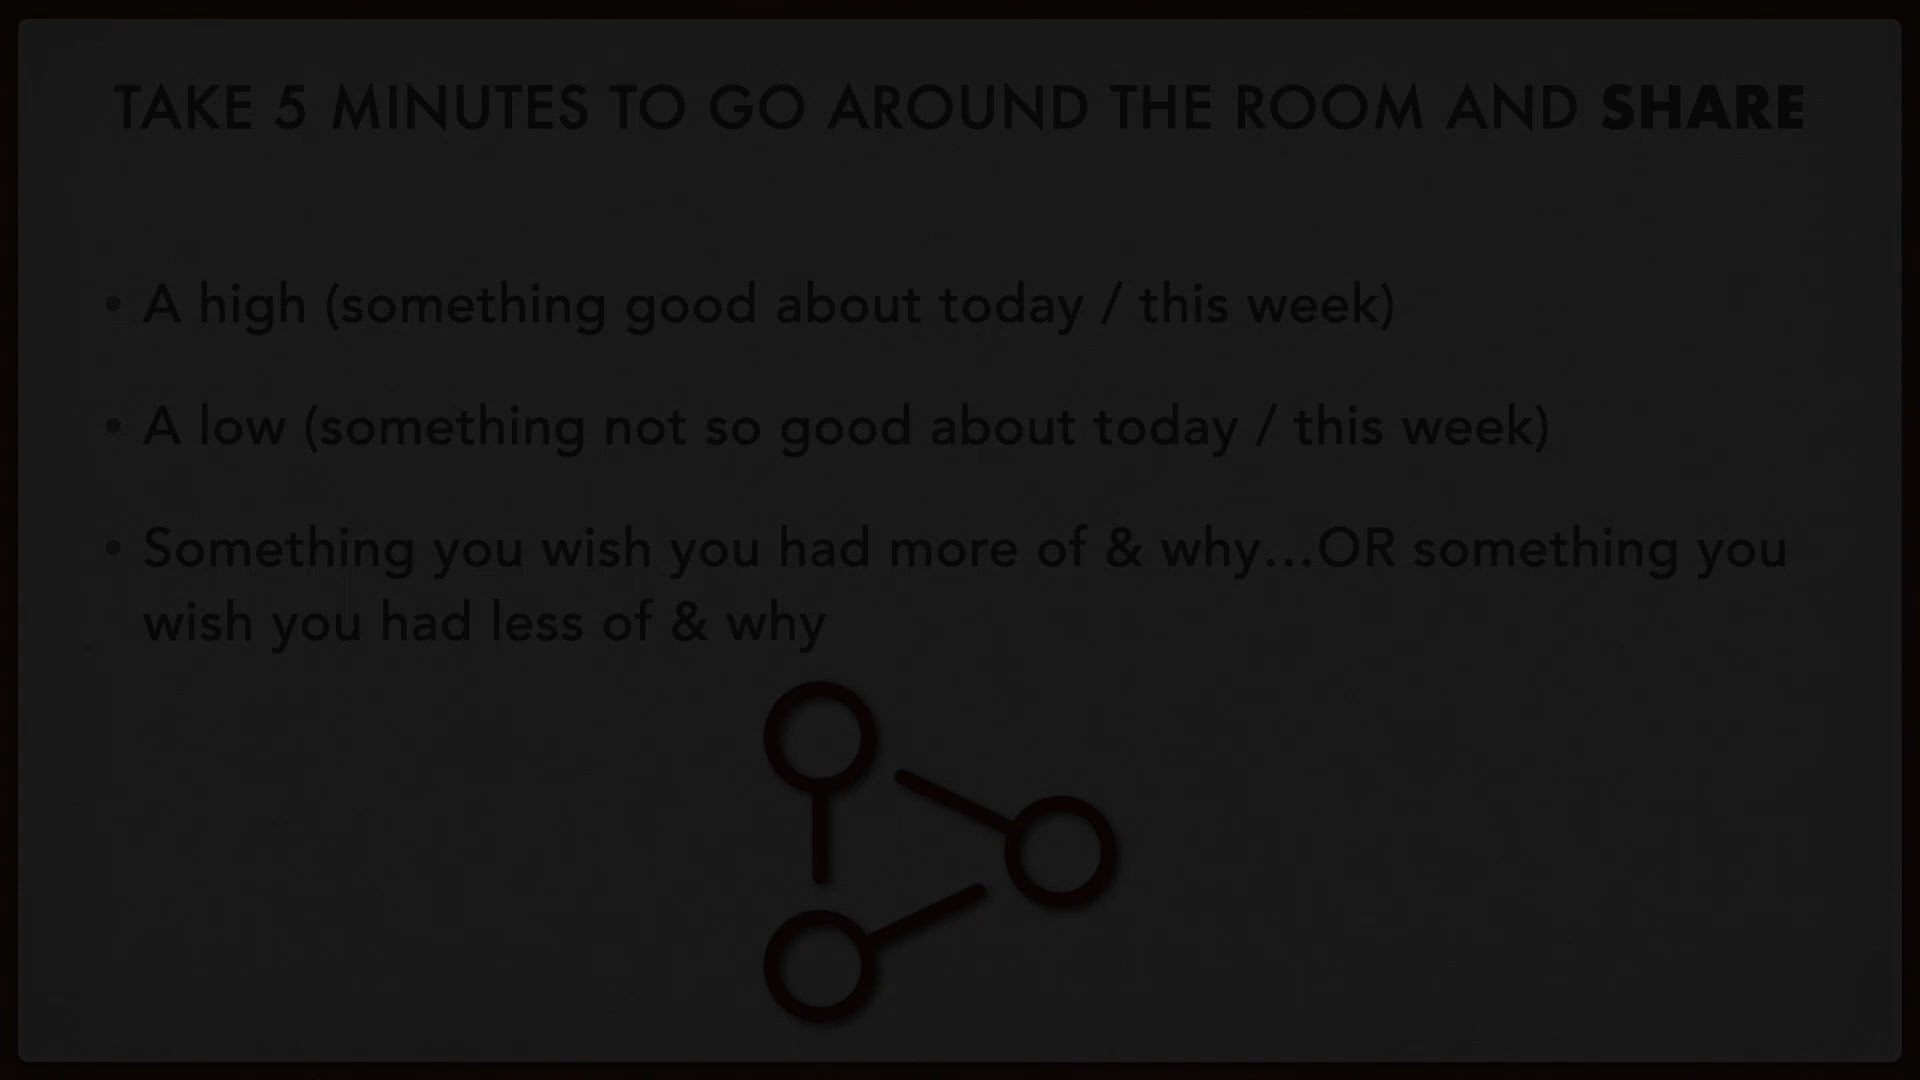 TAKE 5 MINUTES TO GO AROUND THE ROOM AND SHARE
• A high (something good about today / this week)
• A low (something not so good about today / this week)
• Something you wish you had more of & why...OR something you
wish you had less of & why